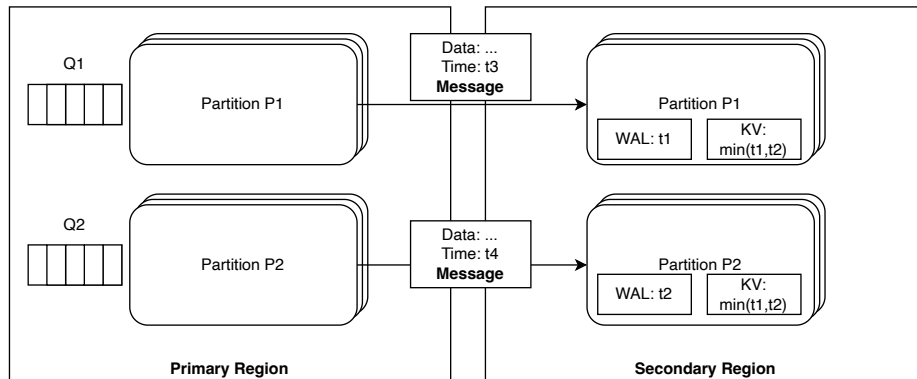 Q1
Partition P1
Data: ...
Time: t3
Message
Partition P1
WAL: t1
KV:
min(t1,t2)
Q2
Partition P2
Data: ...
Time: t4
Message
Partition P2
WAL: t2
KV:
min(t1,t2)
Primary Region
Secondary Region